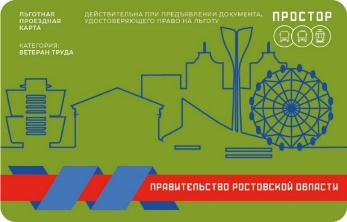 ЛЬГОТНАЯ
ПРОЕЗДНАЯ
КАРТА
КАТЕГОРИЯ:
ВЕТЕРАН ТРУДА
ДЕЙСТВИТЕЛЬНА ПРИ ПРЕДЪЯВЛЕНИИ ДОКУМЕНТА,
УДОСТОВЕРЯЮЩЕГО ПРАВО НА ЛЬГОТУ
ПРОСТОР
ПРАВИТЕЛЬСТВО РОСТОВСКОЙ ОБЛАСТИ